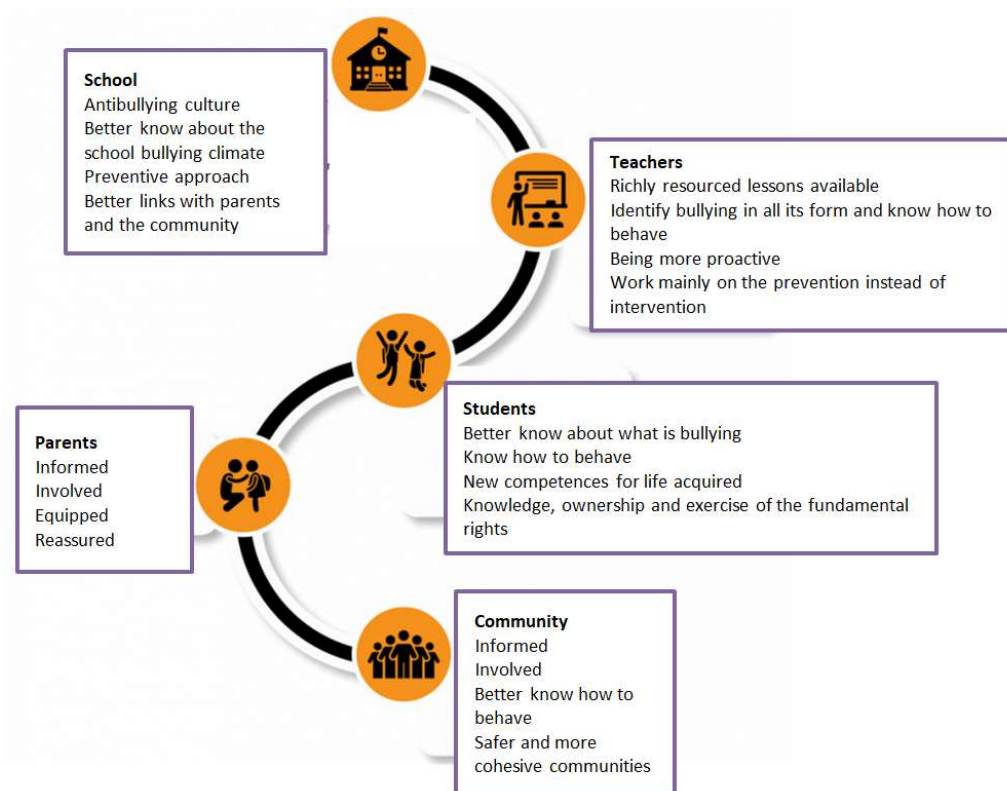 School
Antibullying culture
Better know about the
school bullying climate
Preventive approach
Better links with parents
and the community
Teachers
Richly resourced lessons available
Identify bullying in all its form and know how to
behave
Being more proactive
Work mainly on the prevention instead of
intervention
Students
Better know about what is bullying
Know how to behave
New competences for life acquired
Knowledge, ownership and exercise of the fundamental
rights
Parents
Informed
Involved
Equipped
Reassured
Community
Informed
Involved
Better know how to
behave
Safer and more
cohesive communities